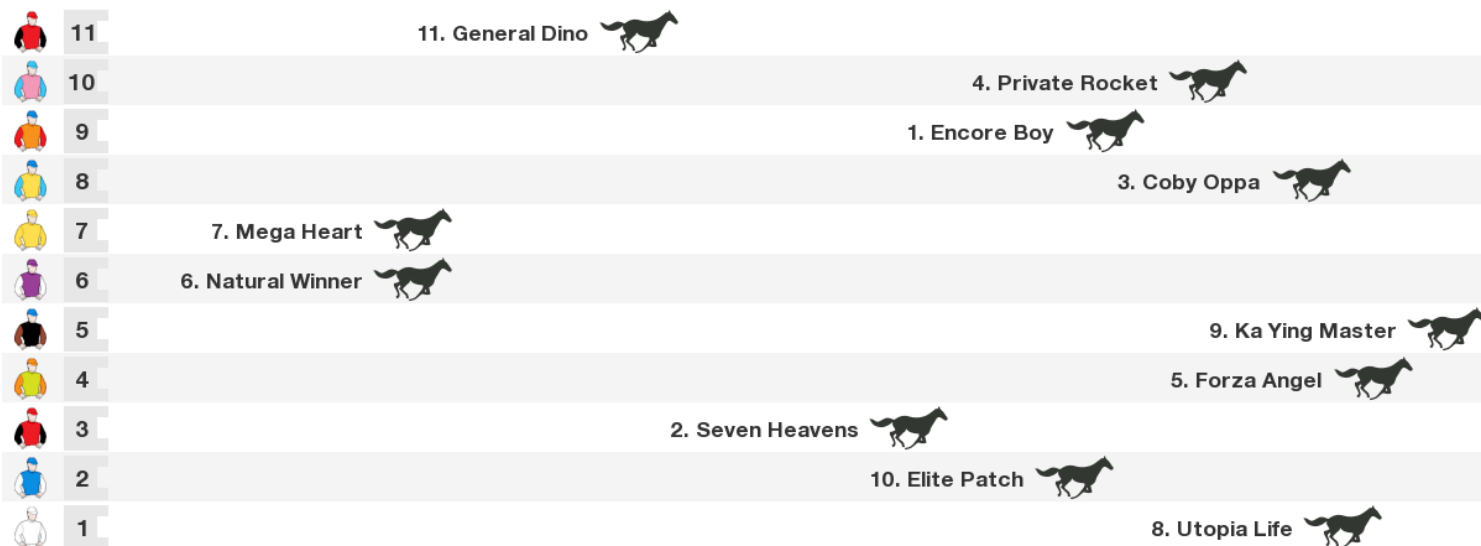 11 11. General Dino
10 4. Private Rocket
9 1. Encore Boy
8 3. Coby Oppa
7 7. Mega Heart
6 6. Natural Winner
5 9. Ka Ying Master
4 5. Forza Angel
3 2. Seven Heavens
2 10. Elite Patch
1 8. Utopia Life